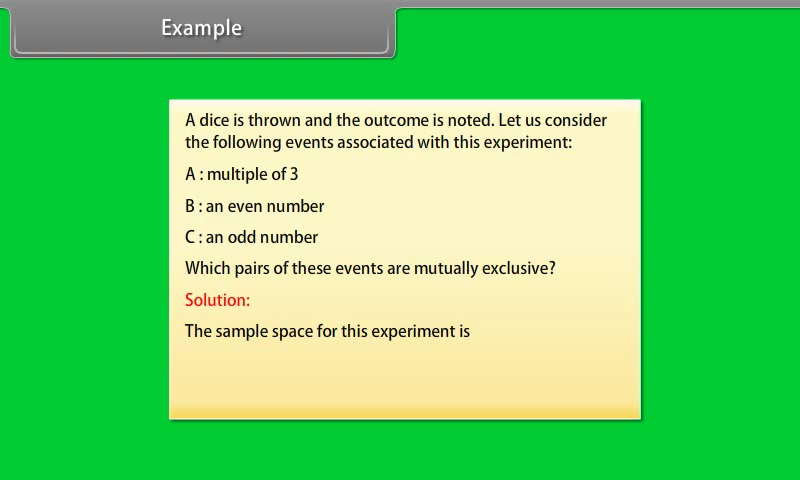 Example
A dice is thrown and the outcome is noted. Let us consider
the following events associated with this experiment:
A : multiple of 3
B : an even number
C : an odd number
Which pairs of these events are mutually exclusive?
Solution:
The sample space for this experiment is